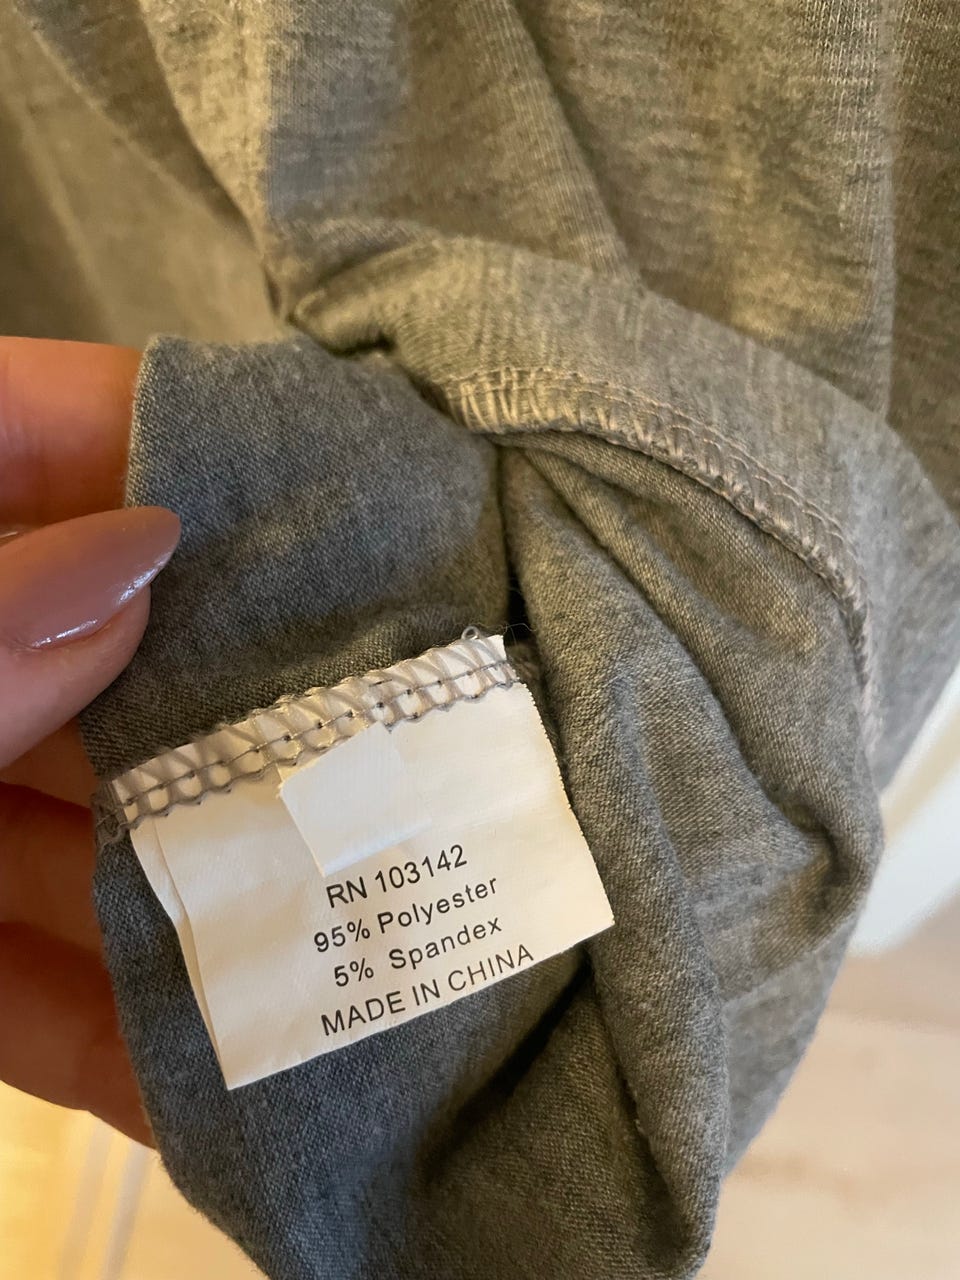 RN 103142
95% Polyester
5% Spandex
MADE IN CHINA